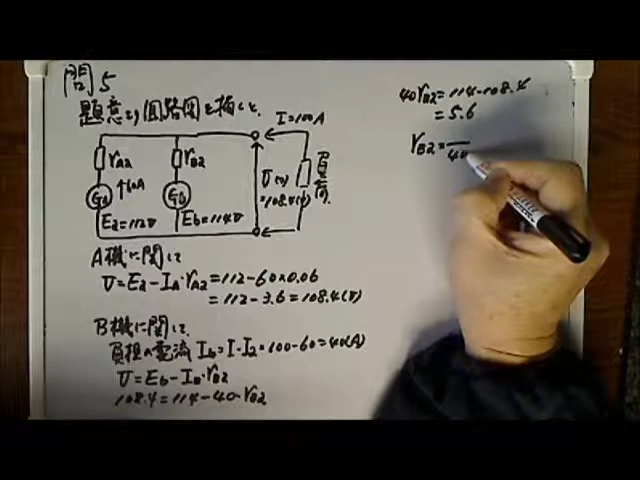 問5
題意より回路図を描くと、
I=100A
rA2
rB2
↑60A
GA
GB
Ea=112V
Eb=114V
V(V)
=108.4(V)
負荷
A機に関して
V=Ea-IA・rA2=112-60×0.06
=112-3.6=108.4(V)
B機に関して、
負担の電流 Ib=I-Ia=100-60=40(A)
V=Eb-IB・rB2
108.4=114-40・rB2
40rB2=114-108.4
=5.6
rB2=
40